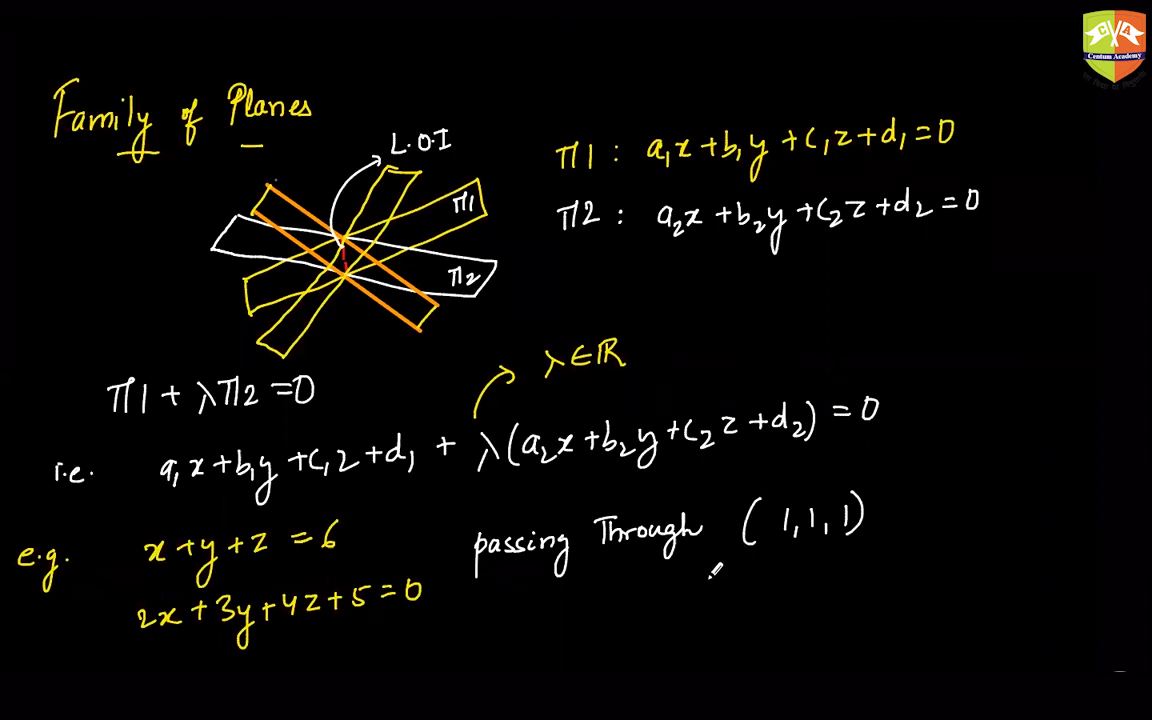 Family of Planes
L.O.I
π1
π2
π1 : a₁x + b₁y + c₁z + d₁ = 0
π2 : a₂x + b₂y + c₂z + d₂ = 0
λ ∈ ℝ
π1 + λπ2 = 0
i.e. a₁x + b₁y + c₁z + d₁ + λ(a₂x + b₂y + c₂z + d₂) = 0
e.g. x + y + z = 6 passing through (1, 1, 1)
2x + 3y + 4z + 5 = 0
C A
Centum Academy